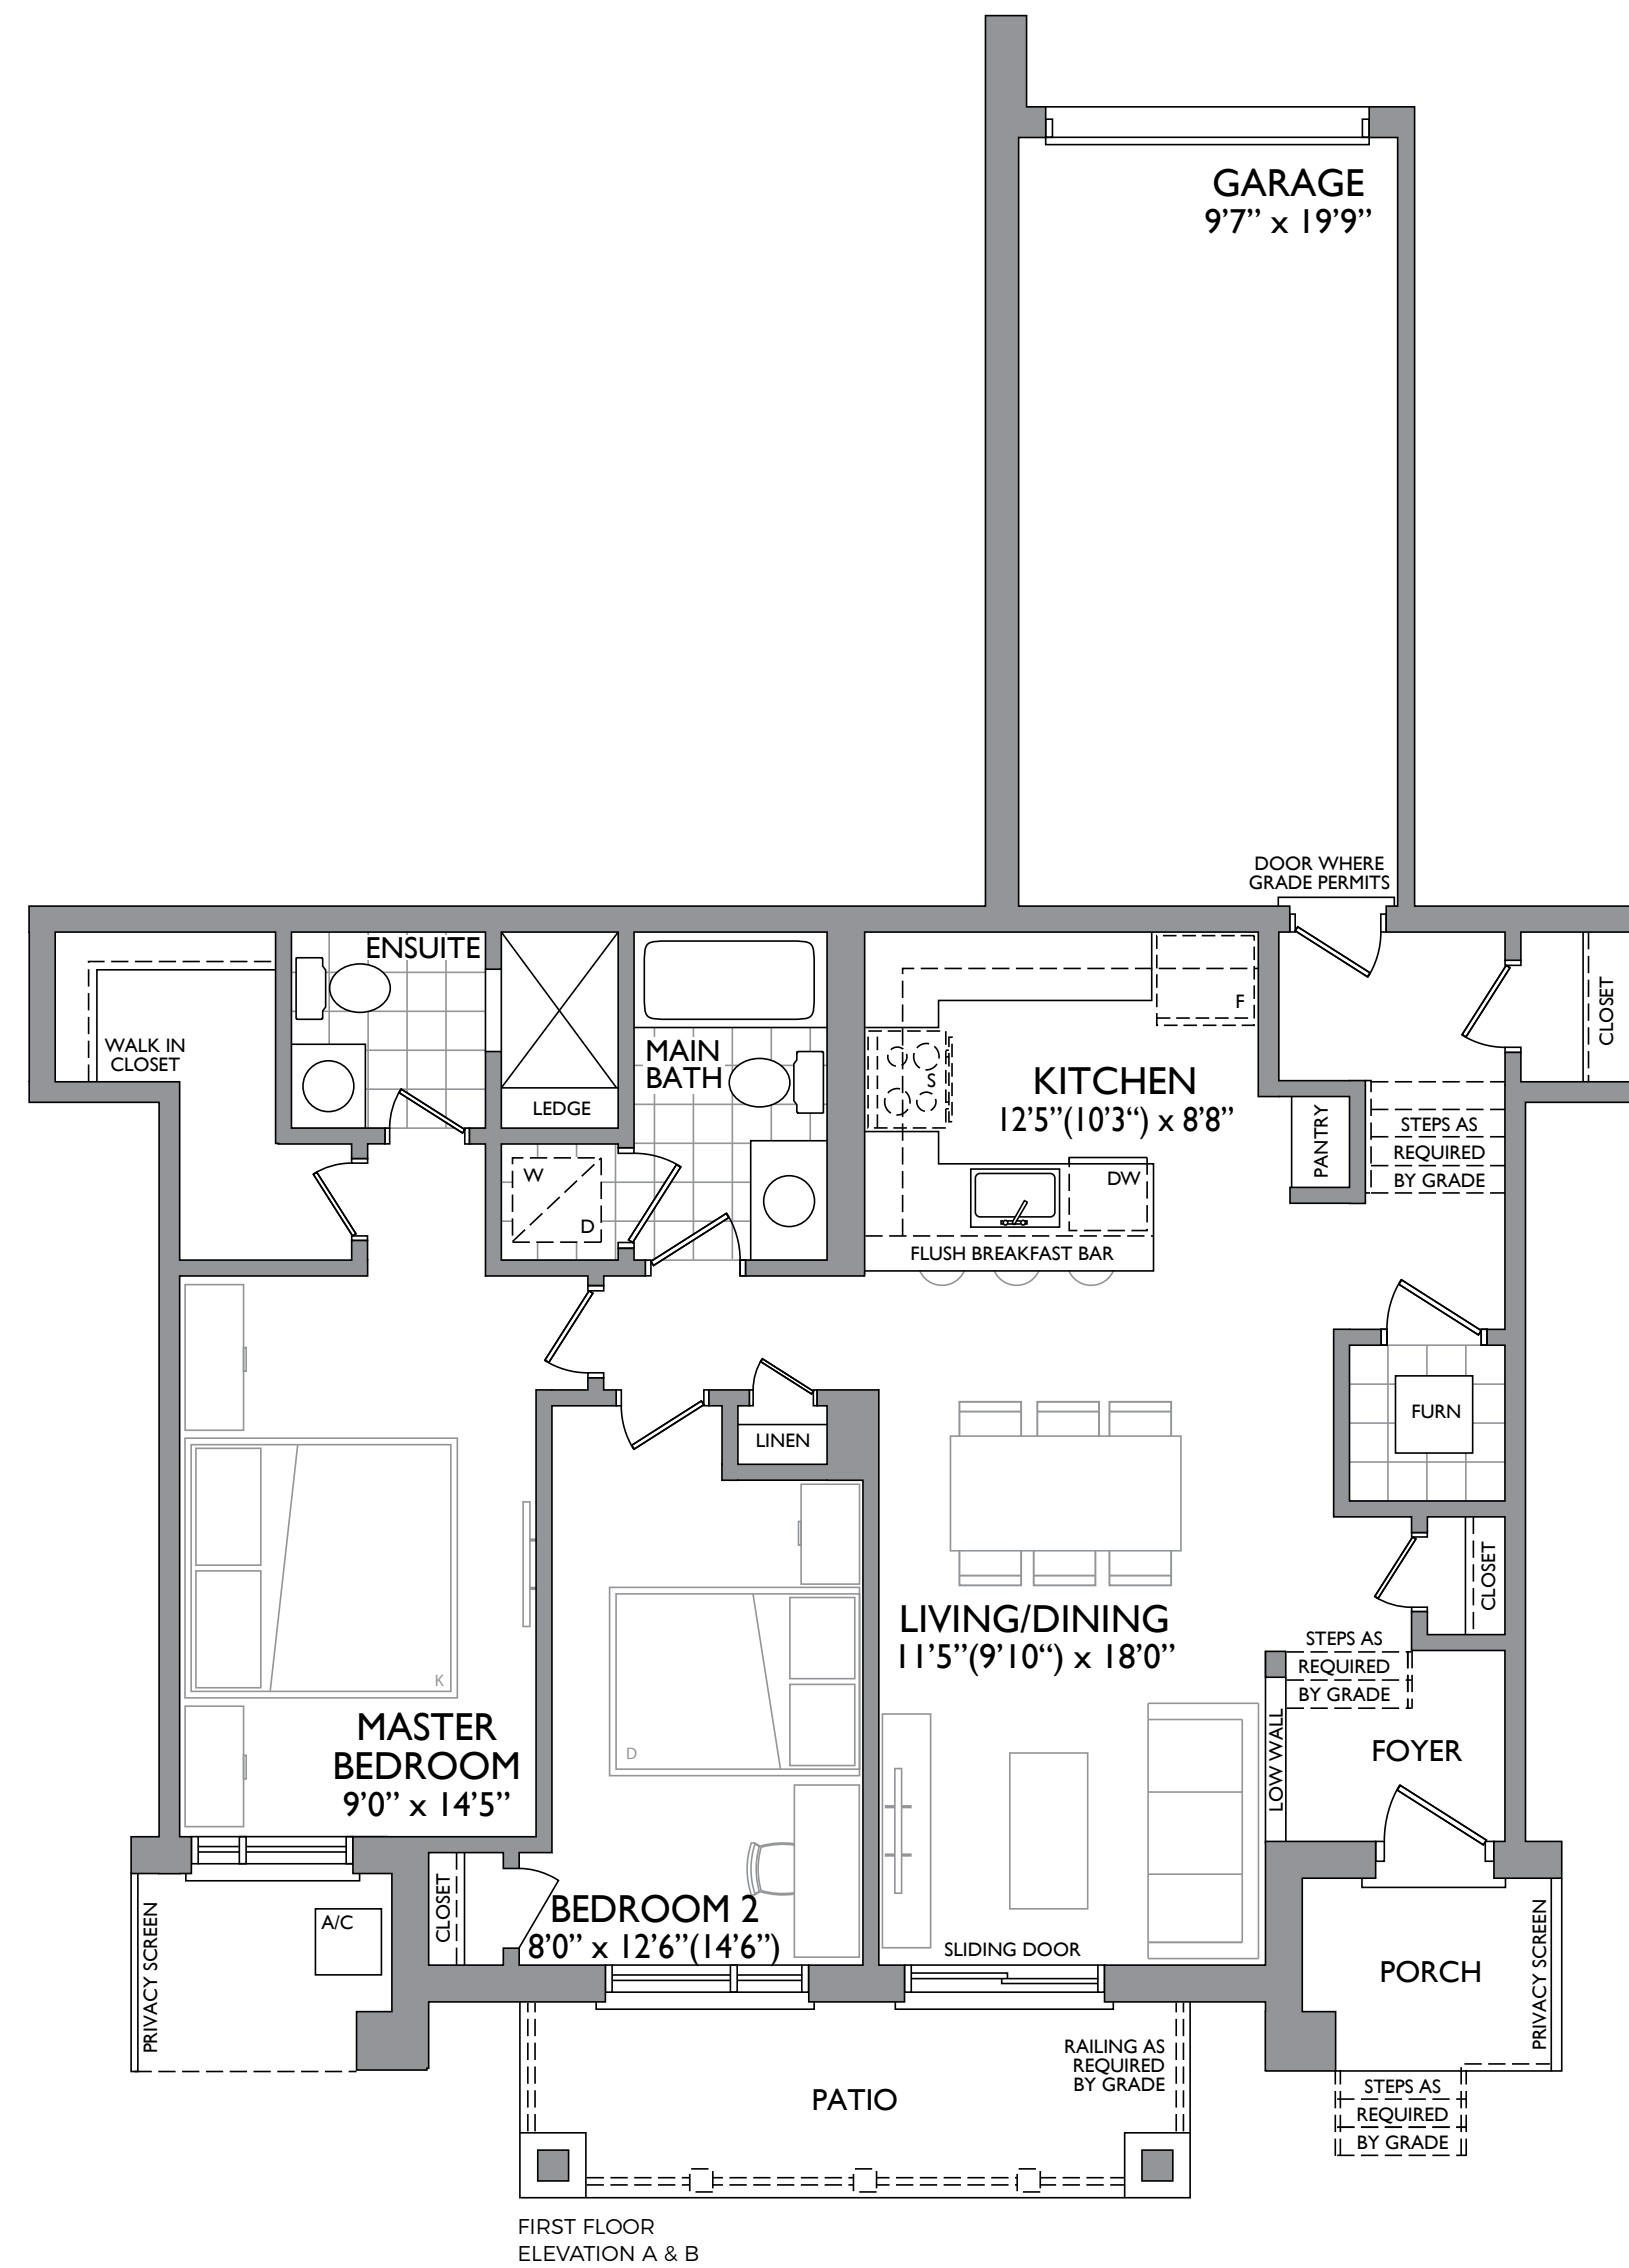 GARAGE
9’7” x 19’9”
DOOR WHERE
GRADE PERMITS
ENSUITE
WALK IN
CLOSET
LEDGE
MAIN
BATH
W
D
F
S
KITCHEN
12’5”(10’3“) x 8’8”
DW
FLUSH BREAKFAST BAR
PANTRY
STEPS AS
REQUIRED
BY GRADE
CLOSET
FURN
LINEN
CLOSET
K
MASTER
BEDROOM
9’0” x 14’5”
D
LIVING/DINING
11’5”(9’10“) x 18’0”
STEPS AS
REQUIRED
BY GRADE
LOW WALL
FOYER
PRIVACY SCREEN
A/C
CLOSET
BEDROOM 2
8’0” x 12’6”(14’6”)
SLIDING DOOR
PORCH
PRIVACY SCREEN
RAILING AS
REQUIRED
BY GRADE
PATIO
STEPS AS
REQUIRED
BY GRADE
FIRST FLOOR
ELEVATION A & B